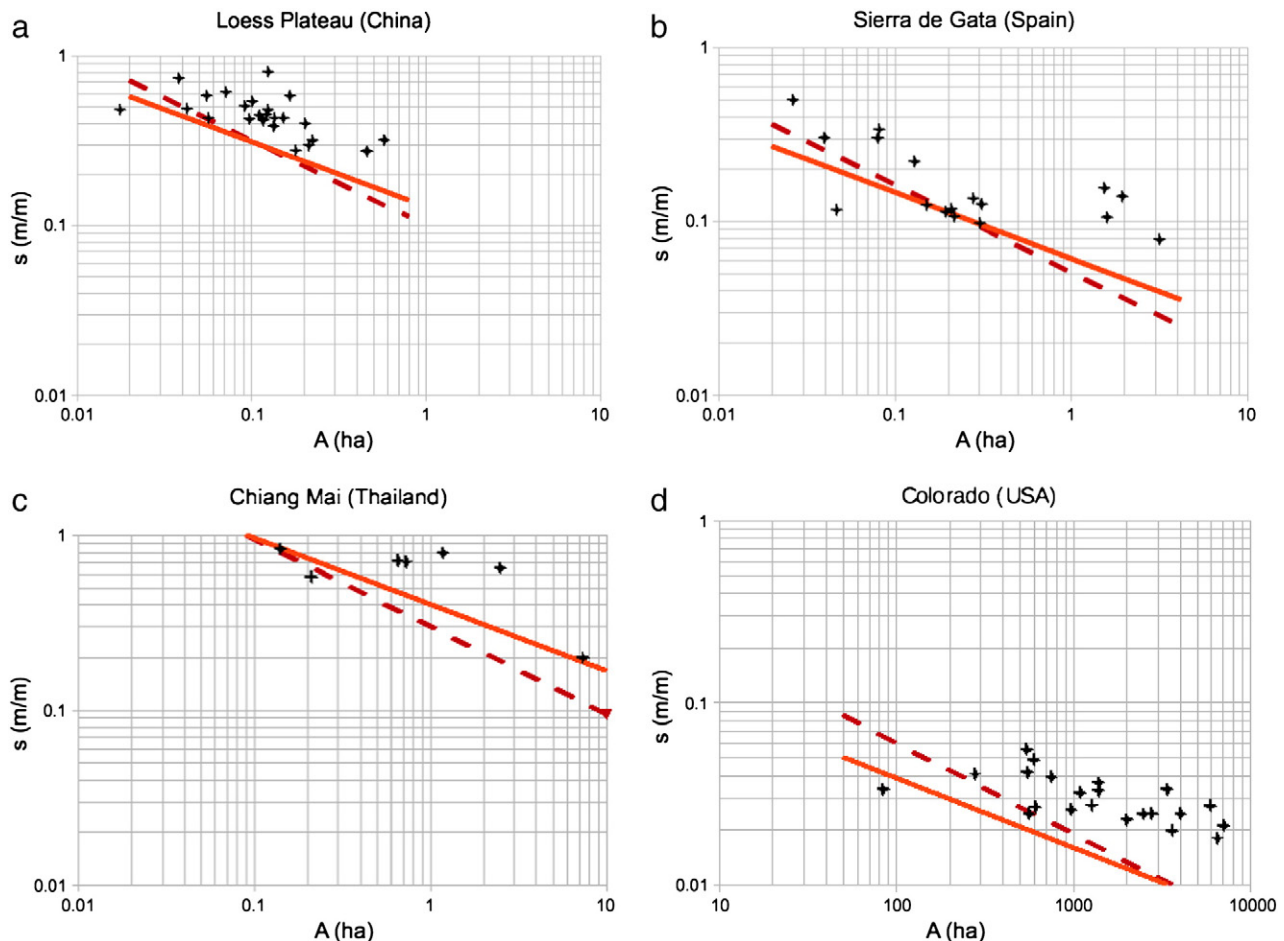 a
Loess Plateau (China)
1
0.1
0.01
s (m/m)
0.01
0.1
1
10
A (ha)
b
Sierra de Gata (Spain)
1
0.1
0.01
s (m/m)
0.01
0.1
1
10
A (ha)
c
Chiang Mai (Thailand)
1
0.1
0.01
s (m/m)
0.01
0.1
1
10
A (ha)
d
Colorado (USA)
1
0.1
0.01
s (m/m)
10
100
1000
10000
A (ha)